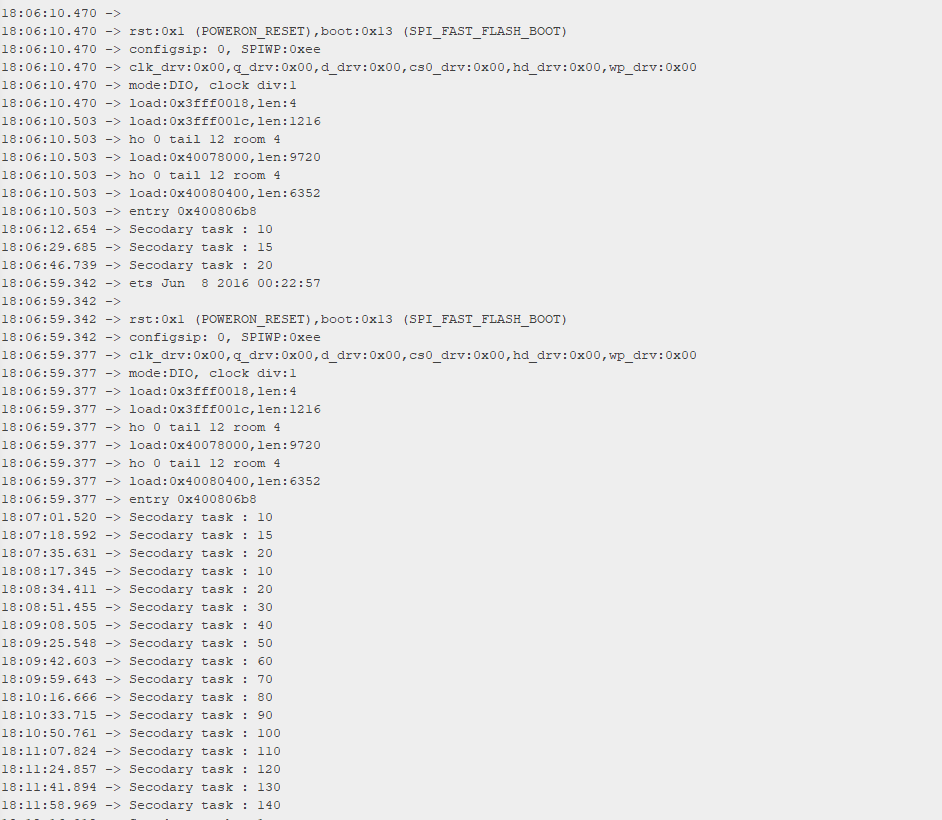 18:06:10.470 ->
18:06:10.470 -> rst:0x1 (POWERON_RESET),boot:0x13 (SPI_FAST_FLASH_BOOT)
18:06:10.470 -> configsip: 0, SPIWP:0xee
18:06:10.470 -> clk_drv:0x00,q_drv:0x00,d_drv:0x00,cs0_drv:0x00,hd_drv:0x00,wp_drv:0x00
18:06:10.470 -> mode:DIO, clock div:1
18:06:10.470 -> load:0x3fff0018,len:4
18:06:10.503 -> load:0x3fff001c,len:1216
18:06:10.503 -> ho 0 tail 12 room 4
18:06:10.503 -> load:0x40078000,len:9720
18:06:10.503 -> ho 0 tail 12 room 4
18:06:10.503 -> load:0x40080400,len:6352
18:06:10.503 -> entry 0x400806b8
18:06:12.654 -> Secodary task : 10
18:06:29.685 -> Secodary task : 15
18:06:46.739 -> Secodary task : 20
18:06:59.342 -> ets Jun  8 2016 00:22:57
18:06:59.342 ->
18:06:59.342 -> rst:0x1 (POWERON_RESET),boot:0x13 (SPI_FAST_FLASH_BOOT)
18:06:59.342 -> configsip: 0, SPIWP:0xee
18:06:59.377 -> clk_drv:0x00,q_drv:0x00,d_drv:0x00,cs0_drv:0x00,hd_drv:0x00,wp_drv:0x00
18:06:59.377 -> mode:DIO, clock div:1
18:06:59.377 -> load:0x3fff0018,len:4
18:06:59.377 -> load:0x3fff001c,len:1216
18:06:59.377 -> ho 0 tail 12 room 4
18:06:59.377 -> load:0x40078000,len:9720
18:06:59.377 -> ho 0 tail 12 room 4
18:06:59.377 -> load:0x40080400,len:6352
18:06:59.377 -> entry 0x400806b8
18:07:01.520 -> Secodary task : 10
18:07:18.592 -> Secodary task : 15
18:07:35.631 -> Secodary task : 20
18:08:17.345 -> Secodary task : 10
18:08:34.411 -> Secodary task : 20
18:08:51.455 -> Secodary task : 30
18:09:08.505 -> Secodary task : 40
18:09:25.548 -> Secodary task : 50
18:09:42.603 -> Secodary task : 60
18:09:59.643 -> Secodary task : 70
18:10:16.666 -> Secodary task : 80
18:10:33.715 -> Secodary task : 90
18:10:50.761 -> Secodary task : 100
18:11:07.824 -> Secodary task : 110
18:11:24.857 -> Secodary task : 120
18:11:41.894 -> Secodary task : 130
18:11:58.969 -> Secodary task : 140